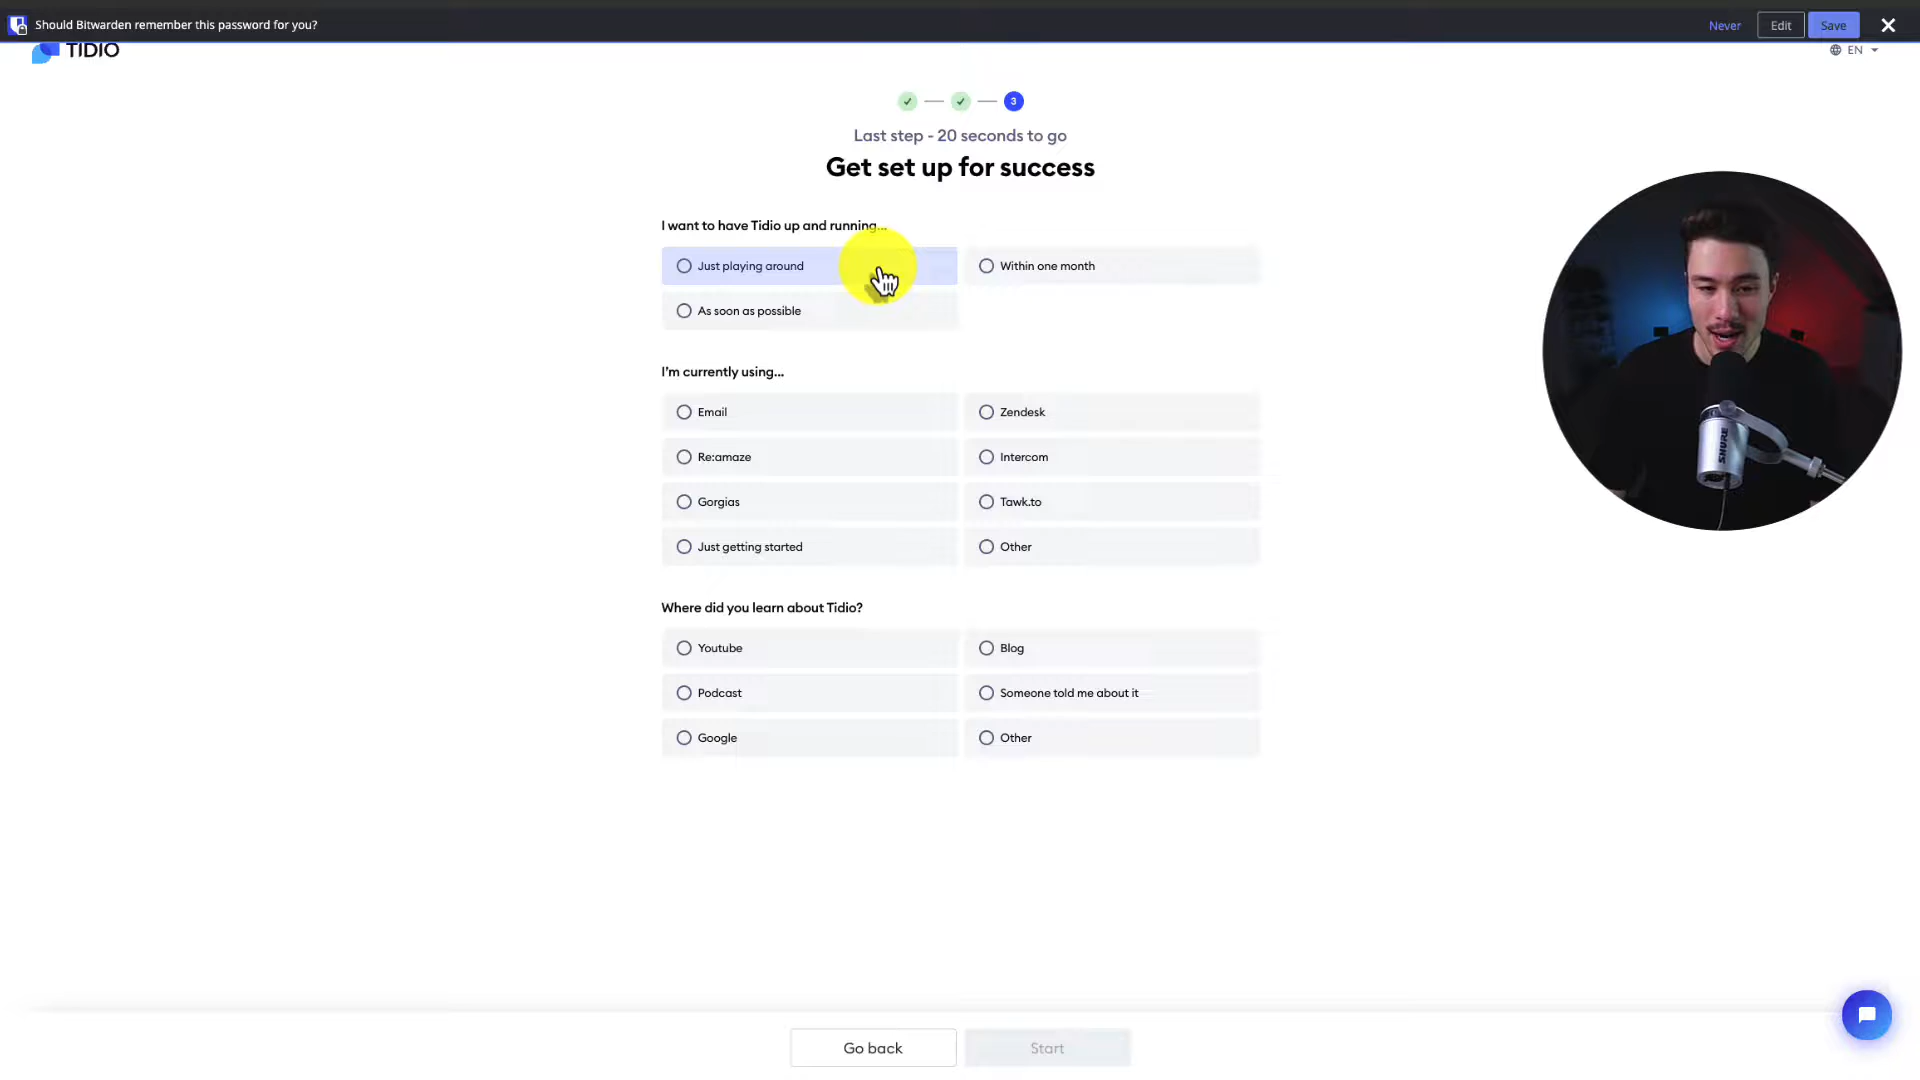 Should Bitwarden remember this password for you?
Never
Edit
Save
TIDIO
EN
3
Last step - 20 seconds to go
Get set up for success
I want to have Tidio up and running...
Just playing around
Within one month
As soon as possible
I'm currently using...
Email
Zendesk
Re:amaze
Intercom
Gorgias
Tawk.to
Just getting started
Other
Where did you learn about Tidio?
Youtube
Blog
Podcast
Someone told me about it
Google
Other
SHURE
Go back
Start